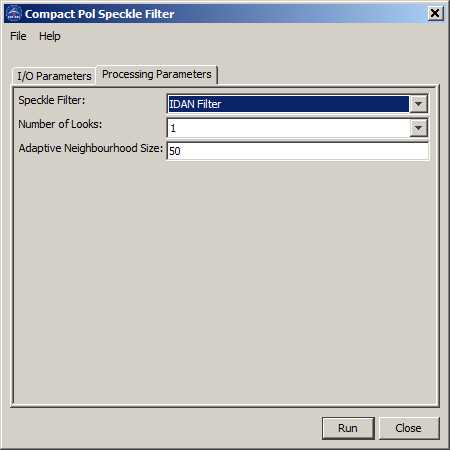 Compact Pol Speckle Filter
File Help
I/O Parameters Processing Parameters
Speckle Filter: IDAN Filter
Number of Looks: 1
Adaptive Neighbourhood Size: 50
Run Close